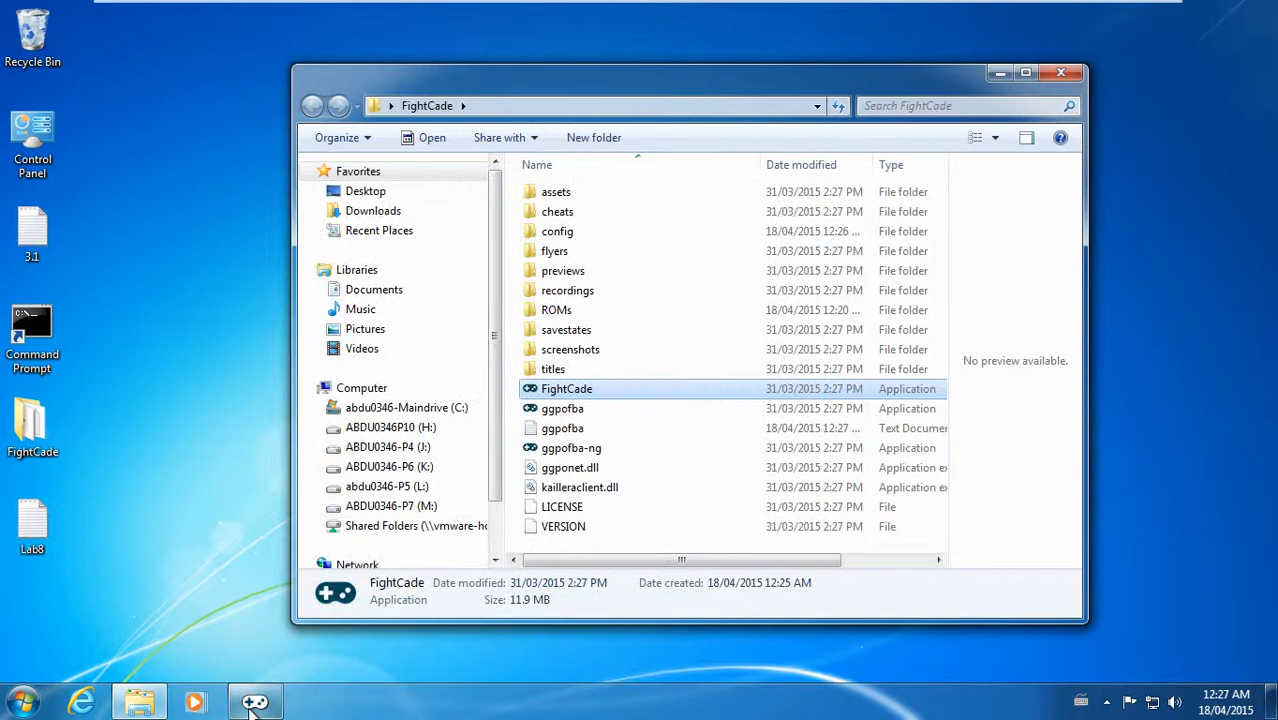 Recycle Bin
Control
Panel
3.1
C:\>_
Command
Prompt
FightCade
Lab8
FightCade
Search FightCade
Organize
Open
Share with
New folder
Favorites
Desktop
Downloads
Recent Places
Libraries
Documents
Music
Pictures
Videos
Computer
abdu0346-Maindrive (C:)
ABDU0346P10 (H:)
ABDU0346-P4 (J:)
ABDU0346-P6 (K:)
abdu0346-P5 (L:)
ABDU0346-P7 (M:)
Shared Folders (\\vmware-ho
Network
Name Date modified Type
assets 31/03/2015 2:27 PM File folder
cheats 31/03/2015 2:27 PM File folder
config 18/04/2015 12:26 ... File folder
flyers 31/03/2015 2:27 PM File folder
previews 31/03/2015 2:27 PM File folder
recordings 31/03/2015 2:27 PM File folder
ROMs 18/04/2015 12:20 ... File folder
savestates 31/03/2015 2:27 PM File folder
screenshots 31/03/2015 2:27 PM File folder
titles 31/03/2015 2:27 PM File folder
FightCade 31/03/2015 2:27 PM Application
ggpofba 31/03/2015 2:27 PM Application
ggpofba 18/04/2015 12:27 ... Text Documen
ggpofba-ng 31/03/2015 2:27 PM Application
ggponet.dll 31/03/2015 2:27 PM Application ex
kailleraclient.dll 31/03/2015 2:27 PM Application ex
LICENSE 31/03/2015 2:27 PM File
VERSION 31/03/2015 2:27 PM File
No preview available.
FightCade Date modified: 31/03/2015 2:27 PM Date created: 18/04/2015 12:25 AM
Application Size: 11.9 MB
12:27 AM
18/04/2015